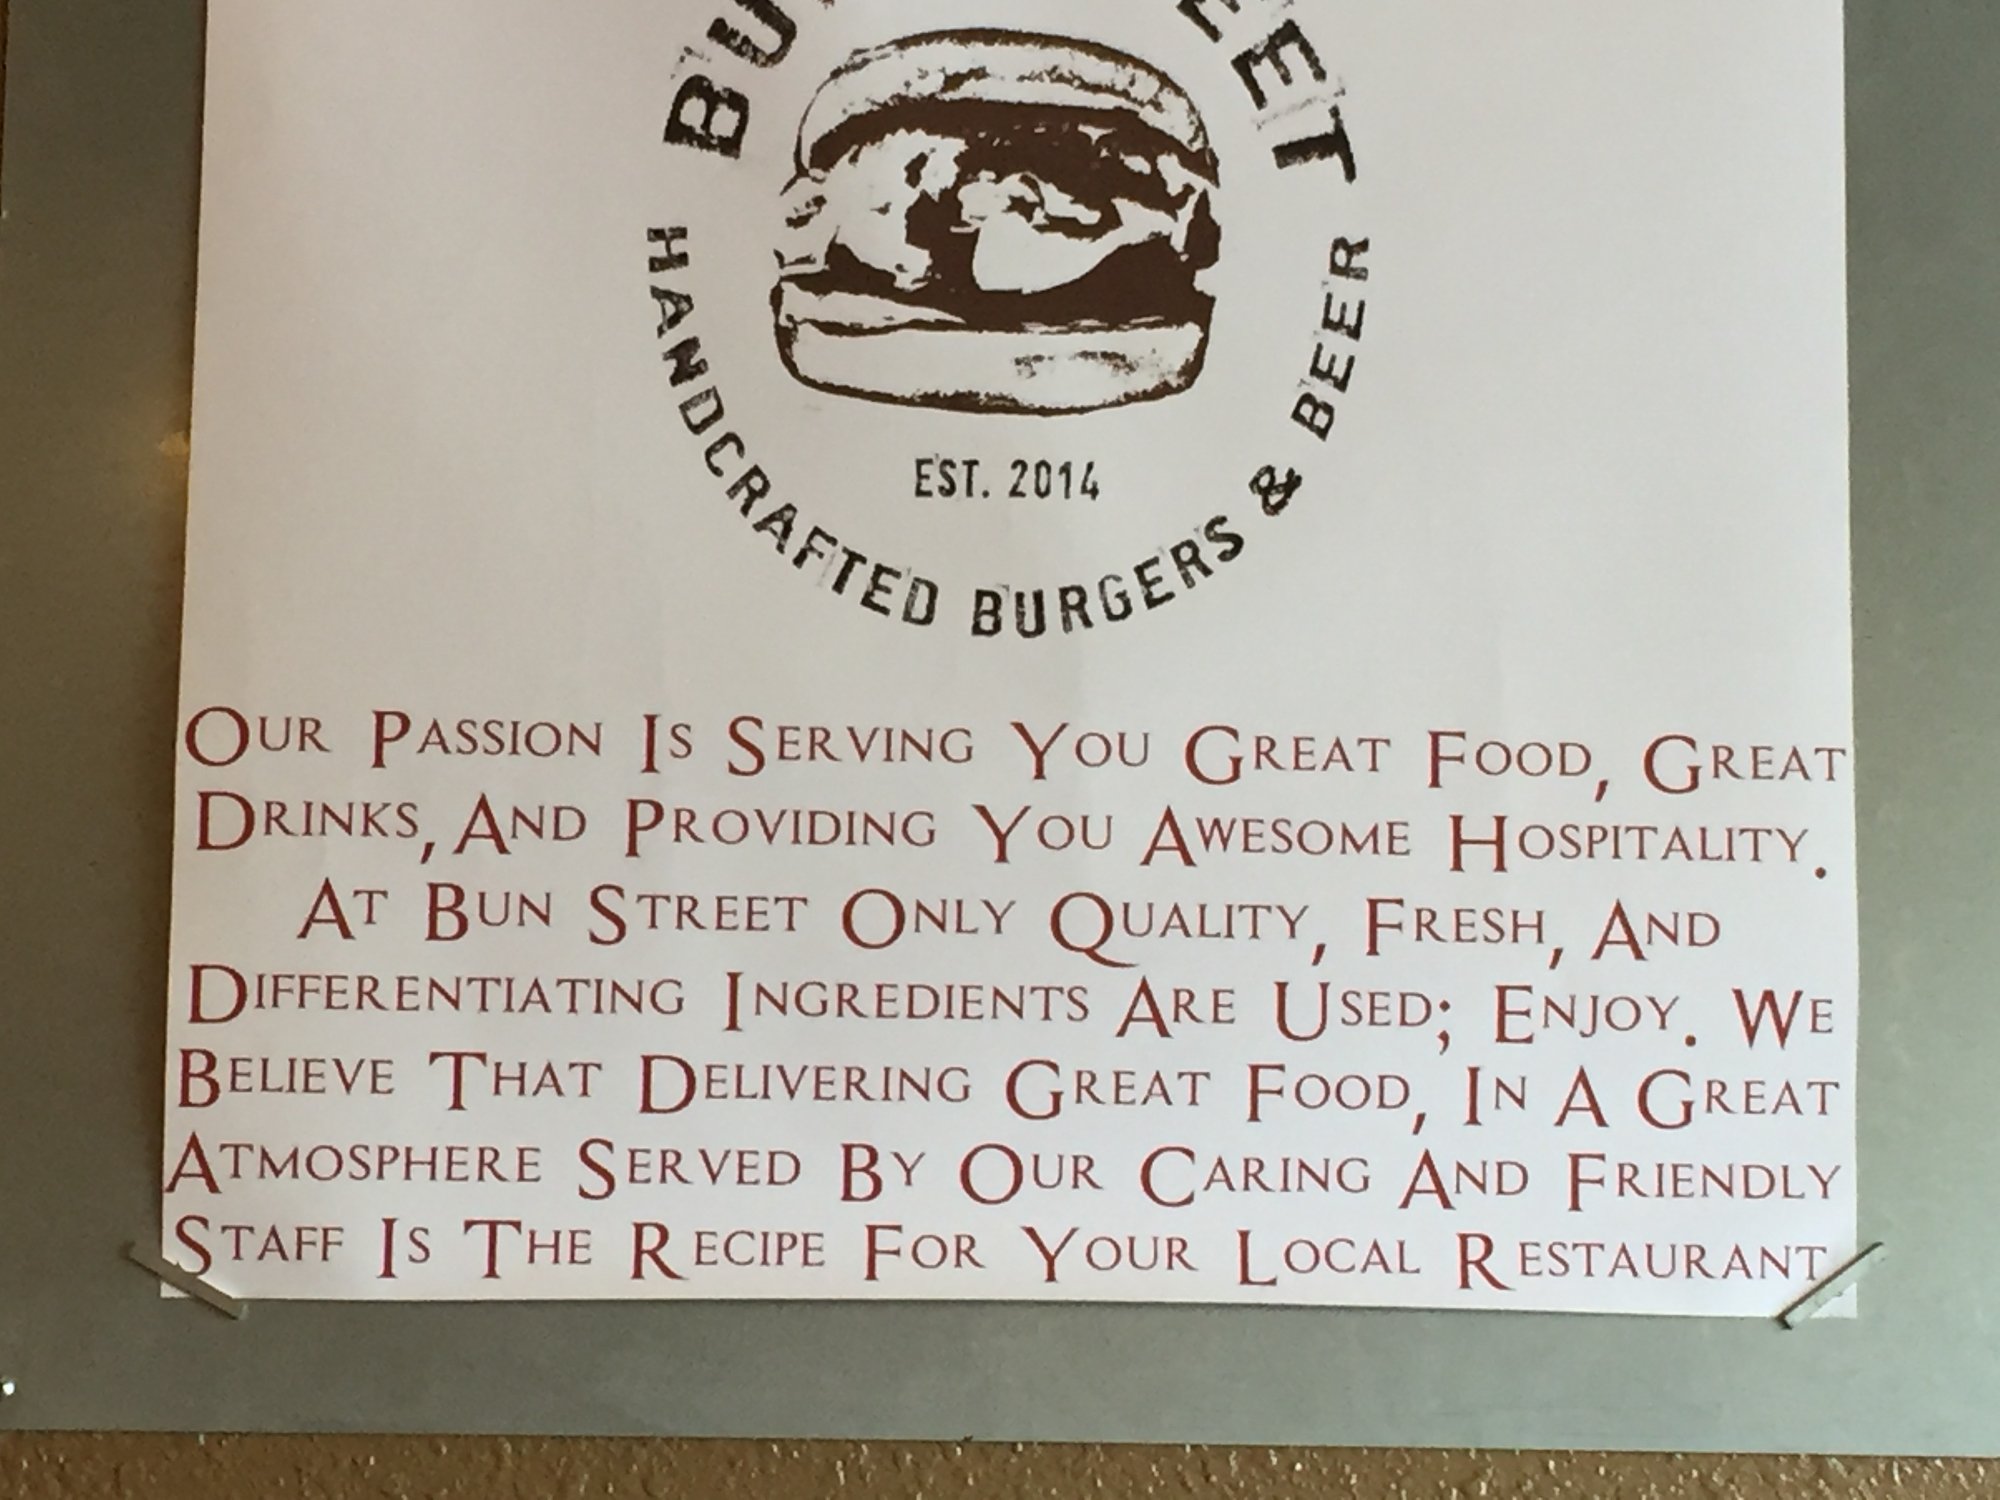 HANDCRAFTED BURGERS & BEER
EST. 2014
Our Passion Is Serving You Great Food, Great
Drinks, And Providing You Awesome Hospitality.
At Bun Street Only Quality, Fresh, And
Differentiating Ingredients Are Used; Enjoy. We
Believe That Delivering Great Food, In A Great
Atmosphere Served By Our Caring And Friendly
Staff Is The Recipe For Your Local Restaurant